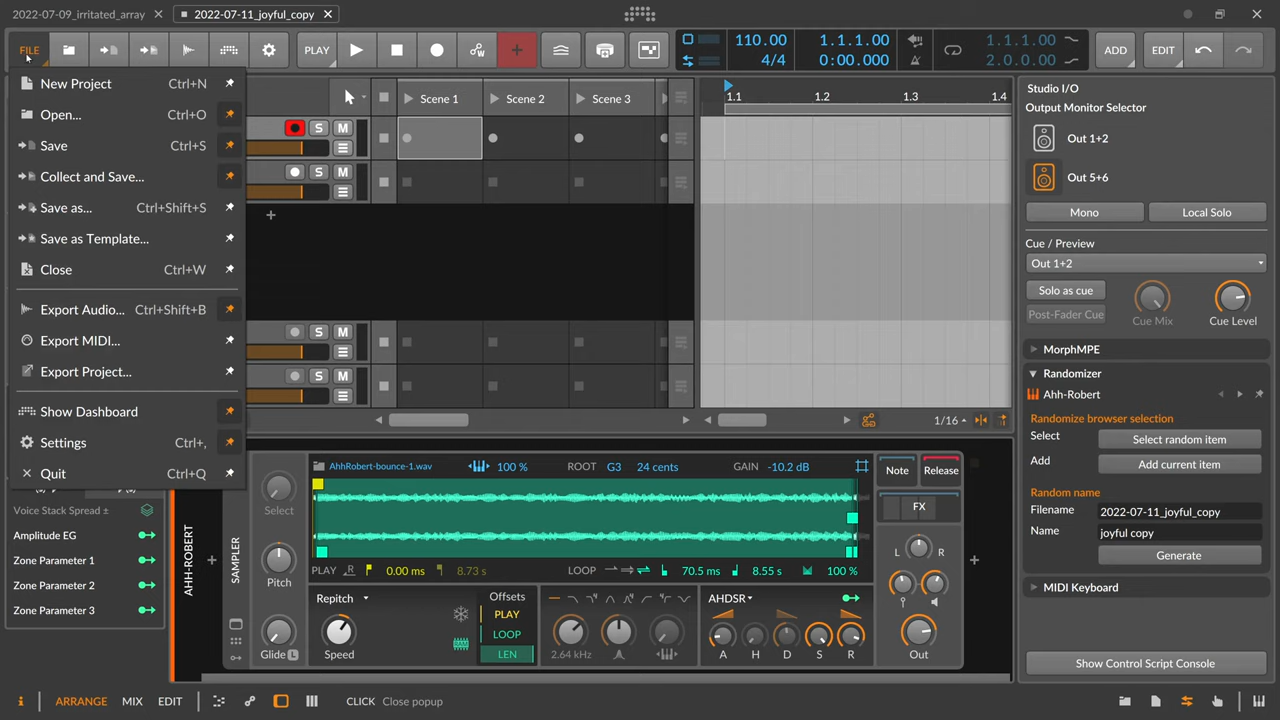 2022-07-09_irritated_array
2022-07-11_joyful_copy
FILE
PLAY
110.00
4/4
1.1.1.00
0:00.000
1.1.1.00
2.0.0.00
ADD
EDIT
New Project Ctrl+N
Open... Ctrl+O
Save Ctrl+S
Collect and Save...
Save as... Ctrl+Shift+S
Save as Template...
Close Ctrl+W
Export Audio... Ctrl+Shift+B
Export MIDI...
Export Project...
Show Dashboard
Settings Ctrl+,
Quit Ctrl+Q
Scene 1
Scene 2
Scene 3
S M
S M
S M
S M
1.1
1.2
1.3
1.4
1/16
Studio I/O
Output Monitor Selector
Out 1+2
Out 5+6
Mono
Local Solo
Cue / Preview
Out 1+2
Solo as cue
Post-Fader Cue
Cue Mix
Cue Level
MorphMPE
Randomizer
Ahh-Robert
Randomize browser selection
Select
Select random item
Add
Add current item
Random name
Filename
2022-07-11_joyful_copy
Name
joyful copy
Generate
MIDI Keyboard
Show Control Script Console
Voice Stack Spread ±
Amplitude EG
Zone Parameter 1
Zone Parameter 2
Zone Parameter 3
AHH-ROBERT
SAMPLER
Select
Pitch
Glide L
AhhRobert-bounce-1.wav
100 %
ROOT G3 24 cents
GAIN -10.2 dB
PLAY
0.00 ms
8.73 s
LOOP
70.5 ms
8.55 s
100 %
Repitch
Speed
Offsets
PLAY
LOOP
LEN
2.64 kHz
AHDSR
A H D S R
Note
Release
FX
L R
Out
ARRANGE
MIX
EDIT
CLICK Close popup